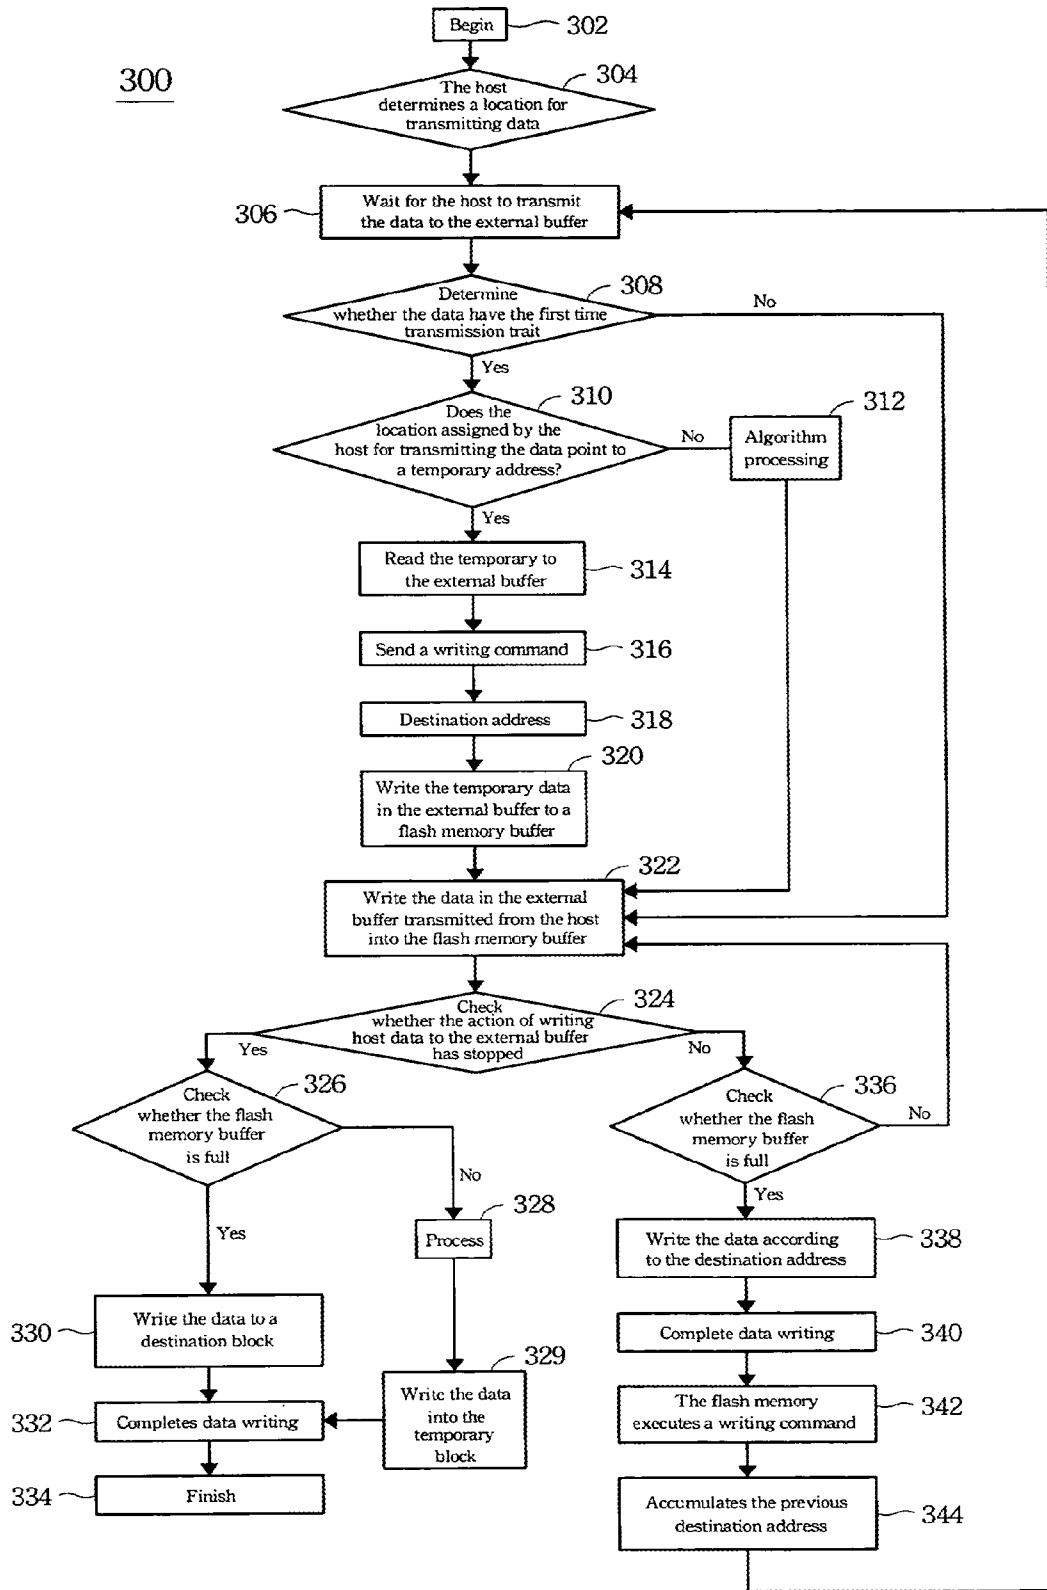 Begin
302
300
304
The host
determines a location for
transmitting data
Wait for the host to transmit
the data to the external buffer
306
308
Determine
whether the data have the first time
transmission trait
No
Yes
310
Does the
location assigned by the
host for transmitting the data point to
a temporary address?
No
312
Algorithm
processing
Yes
Read the temporary to
the external buffer
314
Send a writing command
316
Destination address
318
320
Write the temporary data
in the external buffer to a
flash memory buffer
322
Write the data in the external
buffer transmitted from the host
into the flash memory buffer
324
Check
whether the action of writing
host data to the external buffer
has stopped
Yes
No
326
Check
whether the flash
memory buffer
is full
No
Yes
328
Process
330
Write the data to a
destination block
329
Write the data
into the
temporary
block
332
Completes data writing
334
Finish
336
Check
whether the flash
memory buffer
is full
No
Yes
Write the data according
to the destination address
338
Complete data writing
340
The flash memory
executes a writing command
342
Accumulates the previous
destination address
344